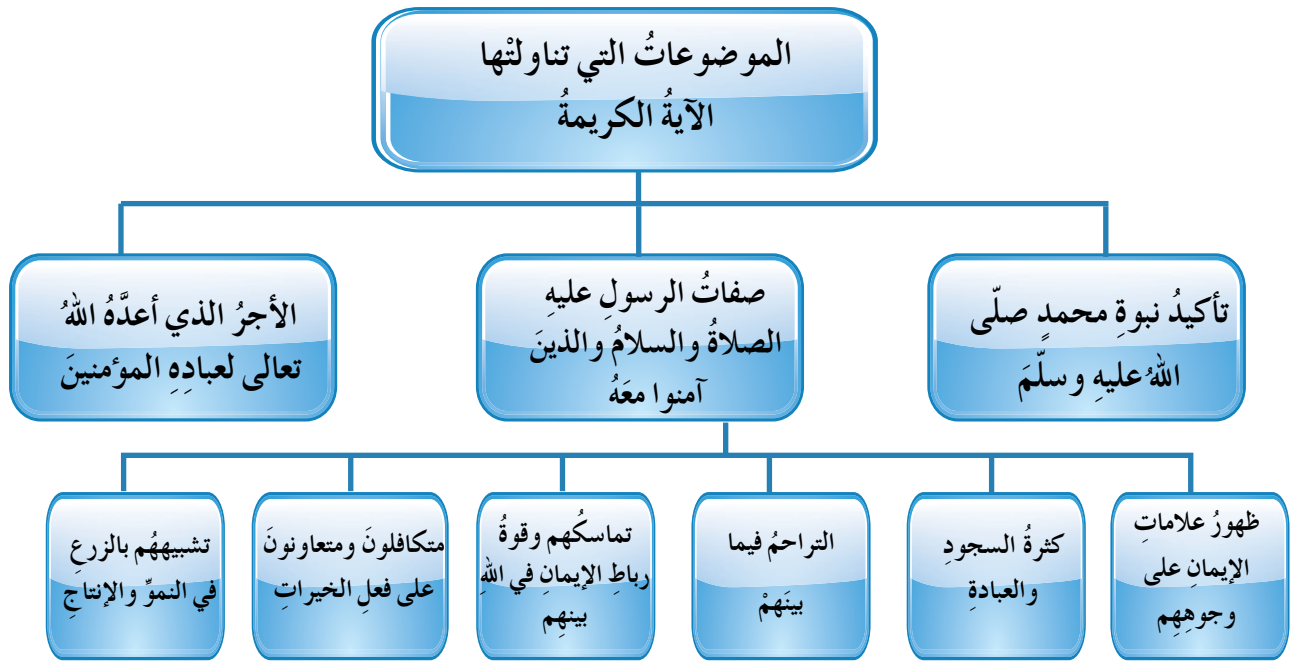 الموضوعاتُ التي تناولتْها
الآيةُ الكريمةُ
تأكيدُ نبوةِ محمدٍ صلّى
اللهُ عليهِ وسلّمَ
صفاتُ الرسولِ عليهِ
الصلاةُ والسلامُ والذينَ
آمنوا معَهُ
الأجرُ الذي أعدَّهُ اللهُ
تعالى لعبادِهِ المؤمنينَ
ظهورُ علاماتِ
الإيمانِ على
وجوهِهِم
كثرةُ السجودِ
والعبادةِ
التراحمُ فيما
بينَهمْ
تماسكُهم وقوةُ
رباطِ الإيمانِ في اللهِ
بينهِم
متكافلونَ ومتعاونونَ
على فعلِ الخيراتِ
تشبيههُم بالزرعِ
في النموِّ والإنتاجِ